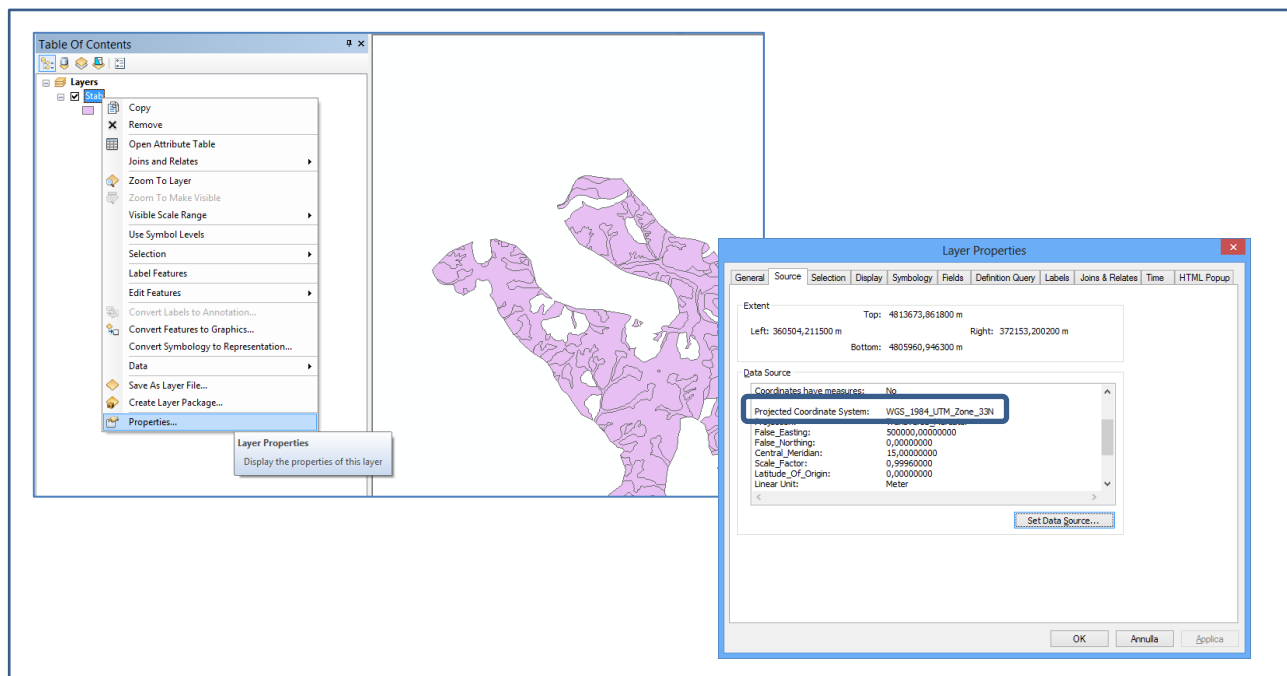 Table Of Contents
Layers
Stab
Copy
Remove
Open Attribute Table
Joins and Relates
Zoom To Layer
Zoom To Make Visible
Visible Scale Range
Use Symbol Levels
Selection
Label Features
Edit Features
Convert Labels to Annotation...
Convert Features to Graphics...
Convert Symbology to Representation...
Data
Save As Layer File...
Create Layer Package...
Properties...
Layer Properties
Display the properties of this layer
Layer Properties
General Source Selection Display Symbology Fields Definition Query Labels Joins & Relates Time HTML Popup
Extent
Top: 4813673,861800 m
Left: 360504,211500 m Right: 372153,200200 m
Bottom: 4805960,946300 m
Data Source
Coordinates have measures: No
Projected Coordinate System: WGS_1984_UTM_Zone_33N
False_Easting: 500000,00000000
False_Northing: 0,00000000
Central_Meridian: 15,00000000
Scale_Factor: 0,99960000
Latitude_Of_Origin: 0,00000000
Linear Unit: Meter
Set Data Source...
OK Annulla Applica